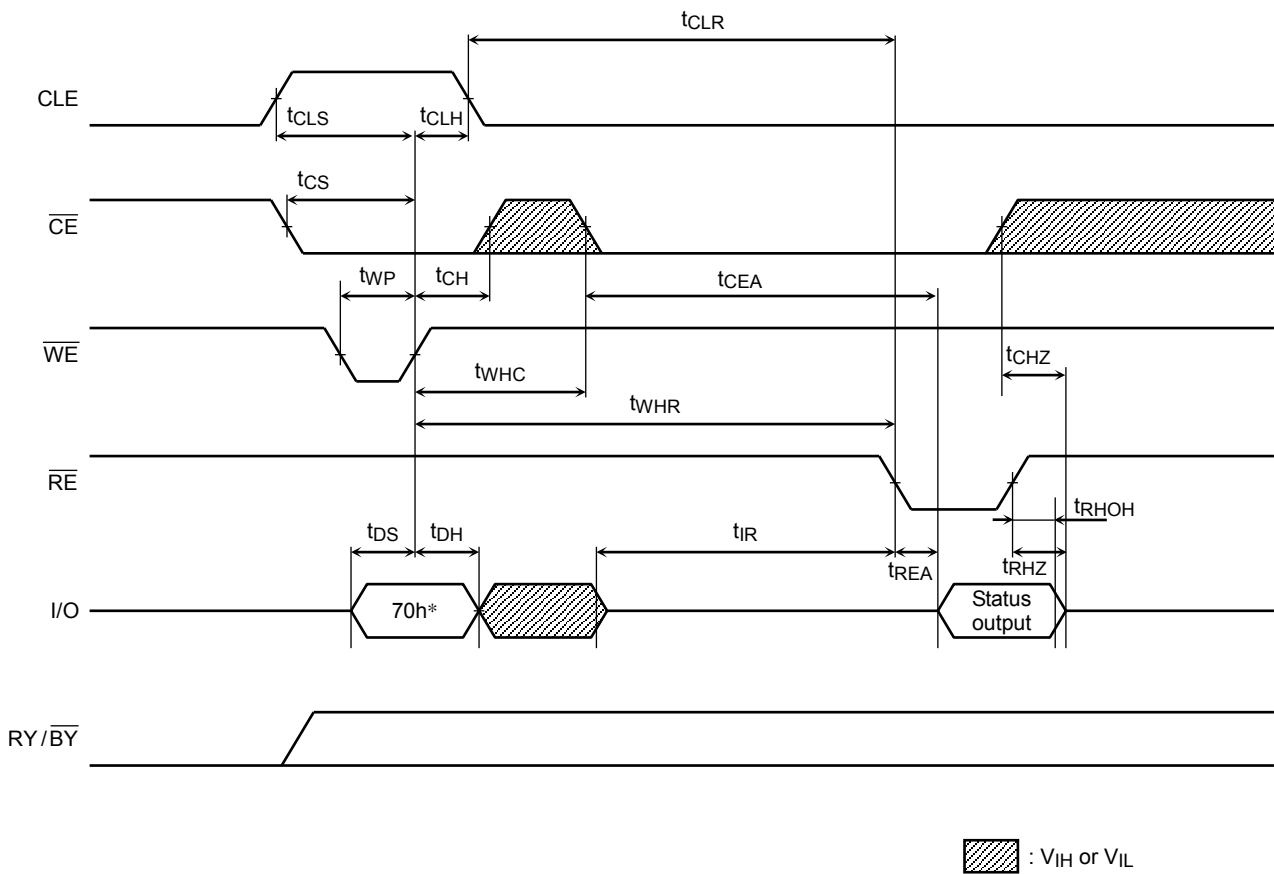 tCLR
CLE
tCLS
tCLH
tCS
CE
tWP
tCH
tCEA
WE
tCHZ
tWHC
tWHR
RE
tRHOH
tDS
tDH
tIR
tREA
tRHZ
I/O
70h*
Status
output
RY/BY
: VIH or VIL